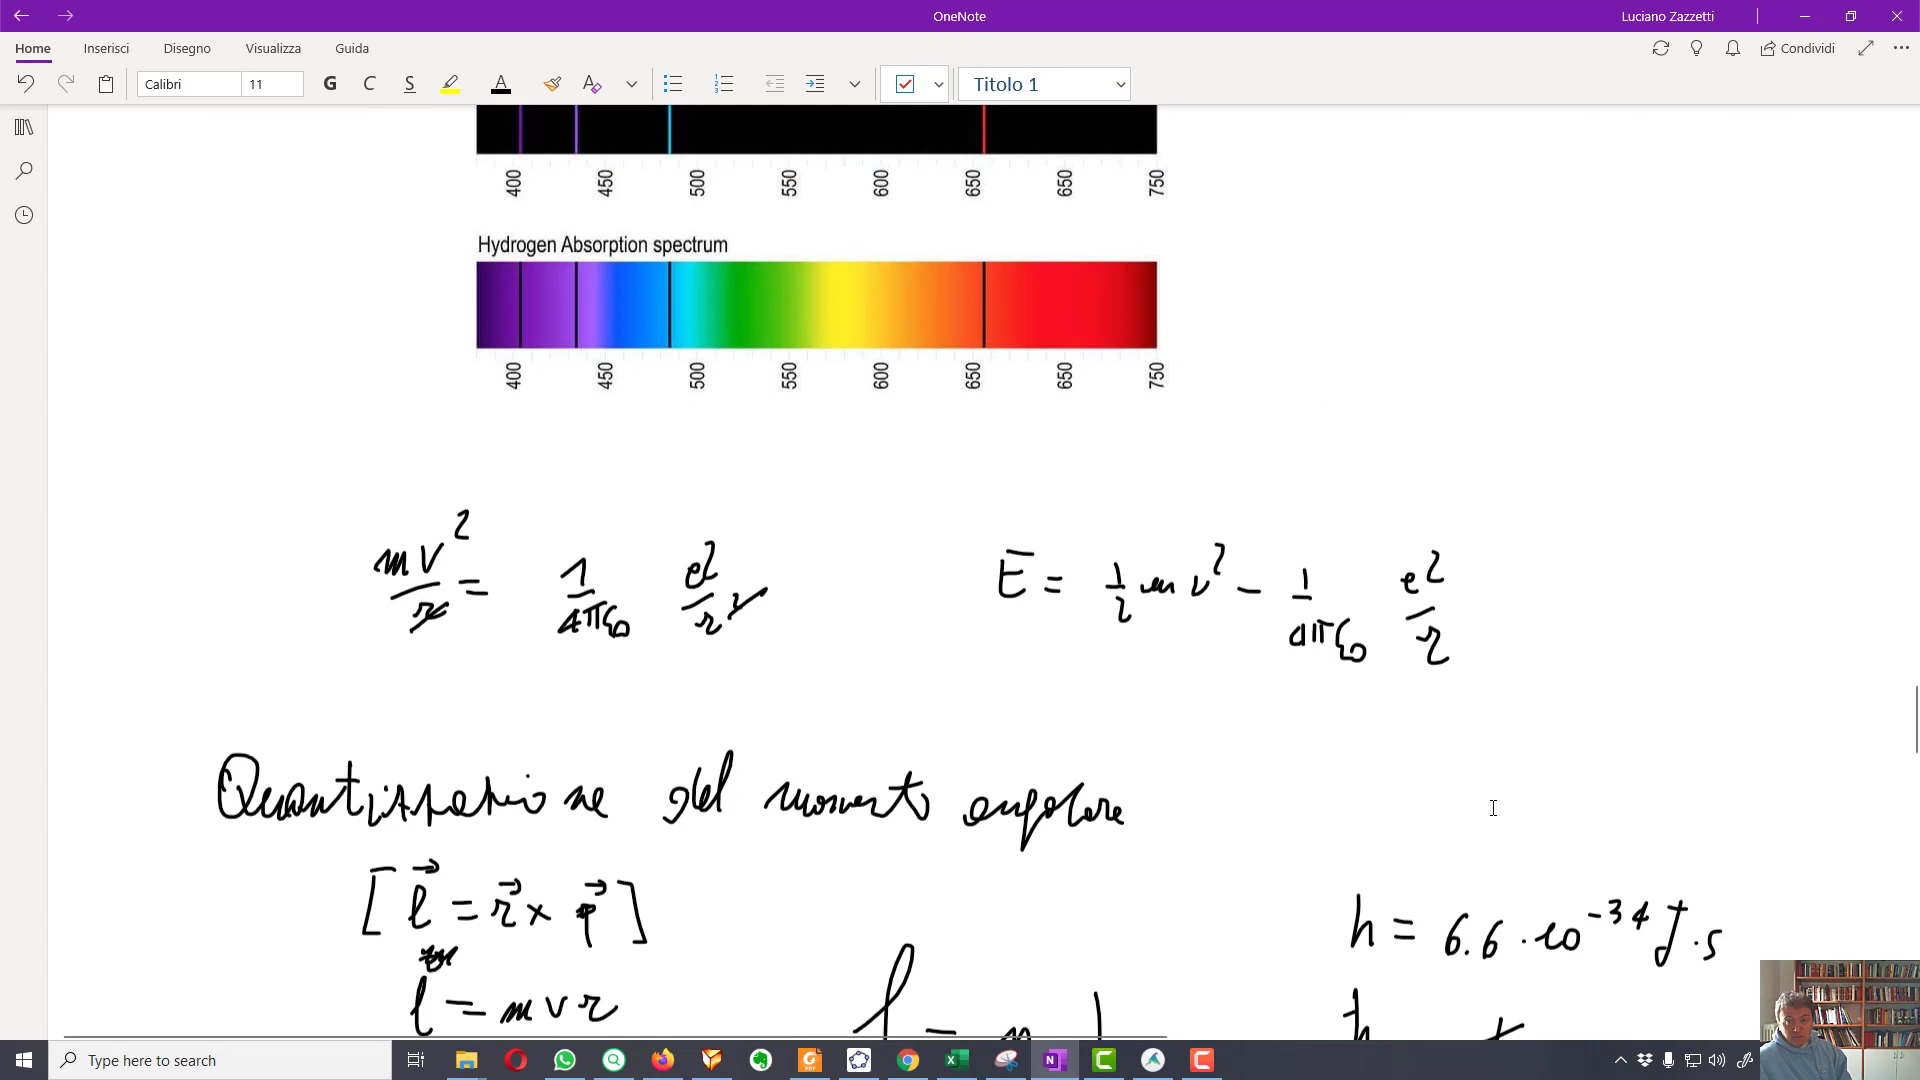 OneNote
Luciano Zazzetti
Home Inserisci Disegno Visualizza Guida
Condividi
Calibri 11 G C S A Titolo 1
400 450 500 550 600 650 650 750
Hydrogen Absorption spectrum
400 450 500 550 600 650 650 750
mv²/r = 1/4πε₀ e²/r²
E = 1/2 m v² - 1/4πε₀ e²/r
Quantizzazione del momento angolare
[ l⃗ = r⃗ x p⃗ ]
h = 6.6 · 10⁻³⁴ J · s
l = m v r
Type here to search